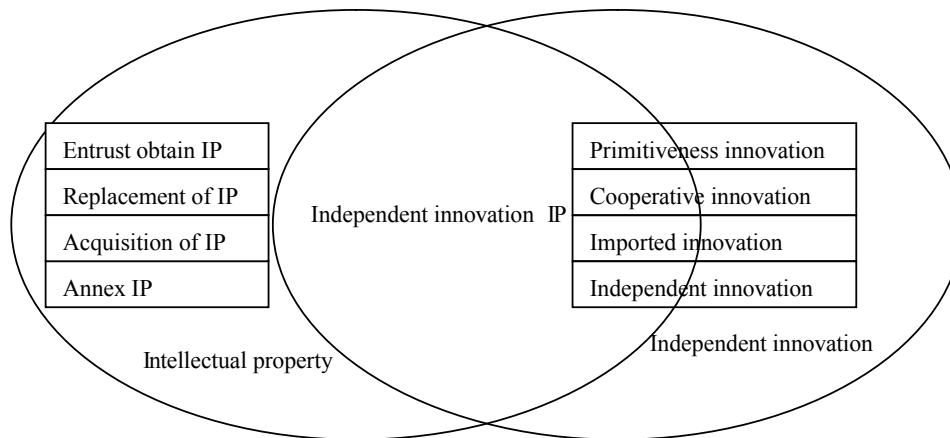 Entrust obtain IP
Replacement of IP
Acquisition of IP
Annex IP
Intellectual property
Independent innovation IP
Primitiveness innovation
Cooperative innovation
Imported innovation
Independent innovation
Independent innovation